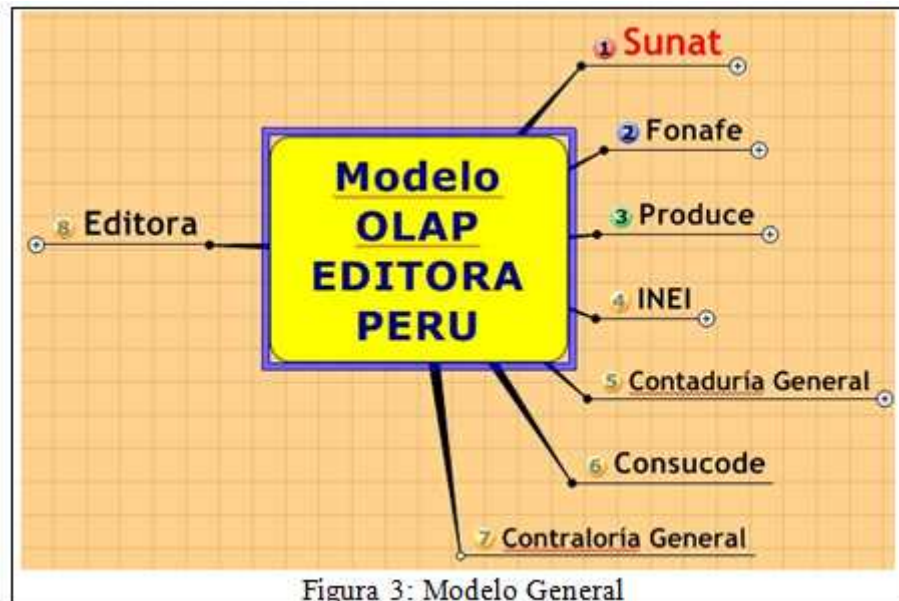 1 Sunat
2 Fonafe
3 Produce
4 INEI
5 Contaduría General
6 Consucode
7 Contraloría General
8 Editora
Modelo
OLAP
EDITORA
PERU
Figura 3: Modelo General